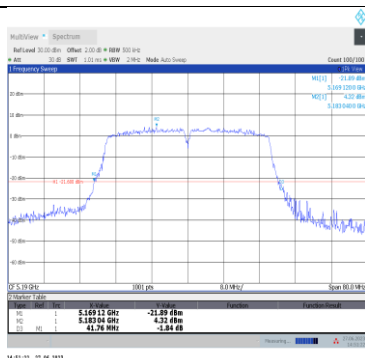 MultiView Spectrum
Ref Level 30.00 dBm Offset 2.00 dB RBW 500 kHz
Att 30 dB SWT 1.01 ms VBW 2 MHz Mode Auto Sweep Count 100/100
1 Frequency Sweep
M1[1] -21.89 dBm
5.169 120 0 GHz
M2[1] 4.32 dBm
5.183 040 0 GHz
20 dBm
10 dBm
0 dBm
-10 dBm
-20 dBm
-30 dBm
-40 dBm
-50 dBm
-60 dBm
M2
CF 5.19 GHz 1001 pts 8.0 MHz/ Span 80.0 MHz
2 Marker Table
Type Ref Trc X-Value Y-Value Function Function Result
M1 1 5.169 12 GHz -21.89 dBm
M2 1 5.183 04 GHz 4.32 dBm
D3 M1 1 41.76 MHz -1.84 dB
Measuring...